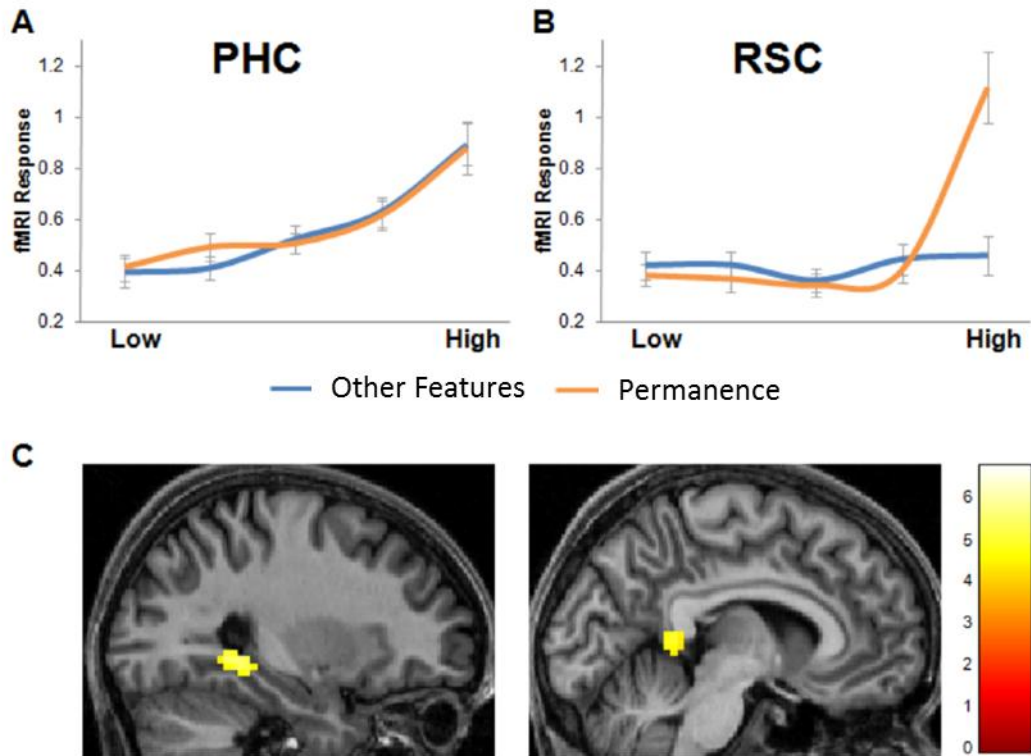 A
PHC
fMRI Response
1.2
1
0.8
0.6
0.4
0.2
Low High
B
RSC
fMRI Response
1.2
1
0.8
0.6
0.4
0.2
Low High
Other Features Permanence
C
6
5
4
3
2
1
0